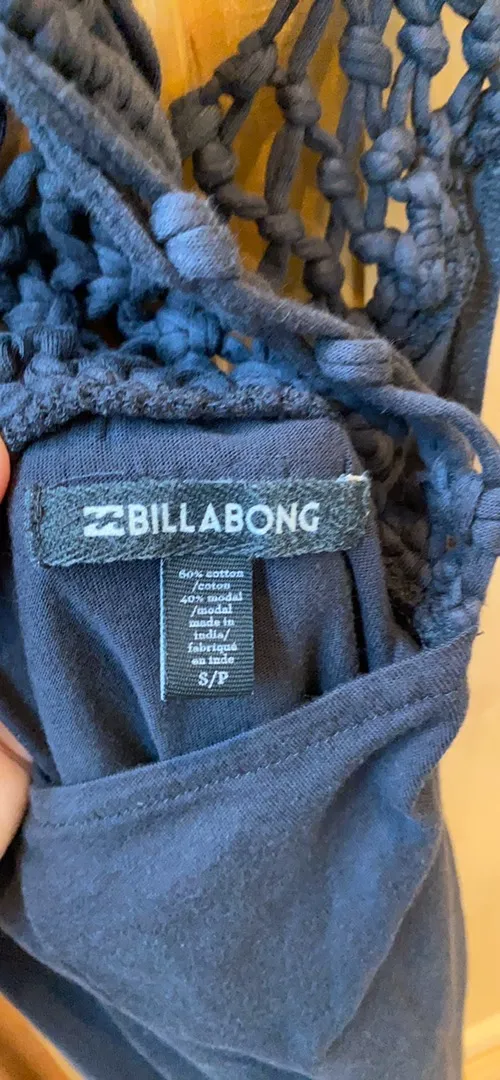 BILLABONG
60% cotton
/coton
40% modal
/modal
made in
india/
fabriqué
en inde
S/P